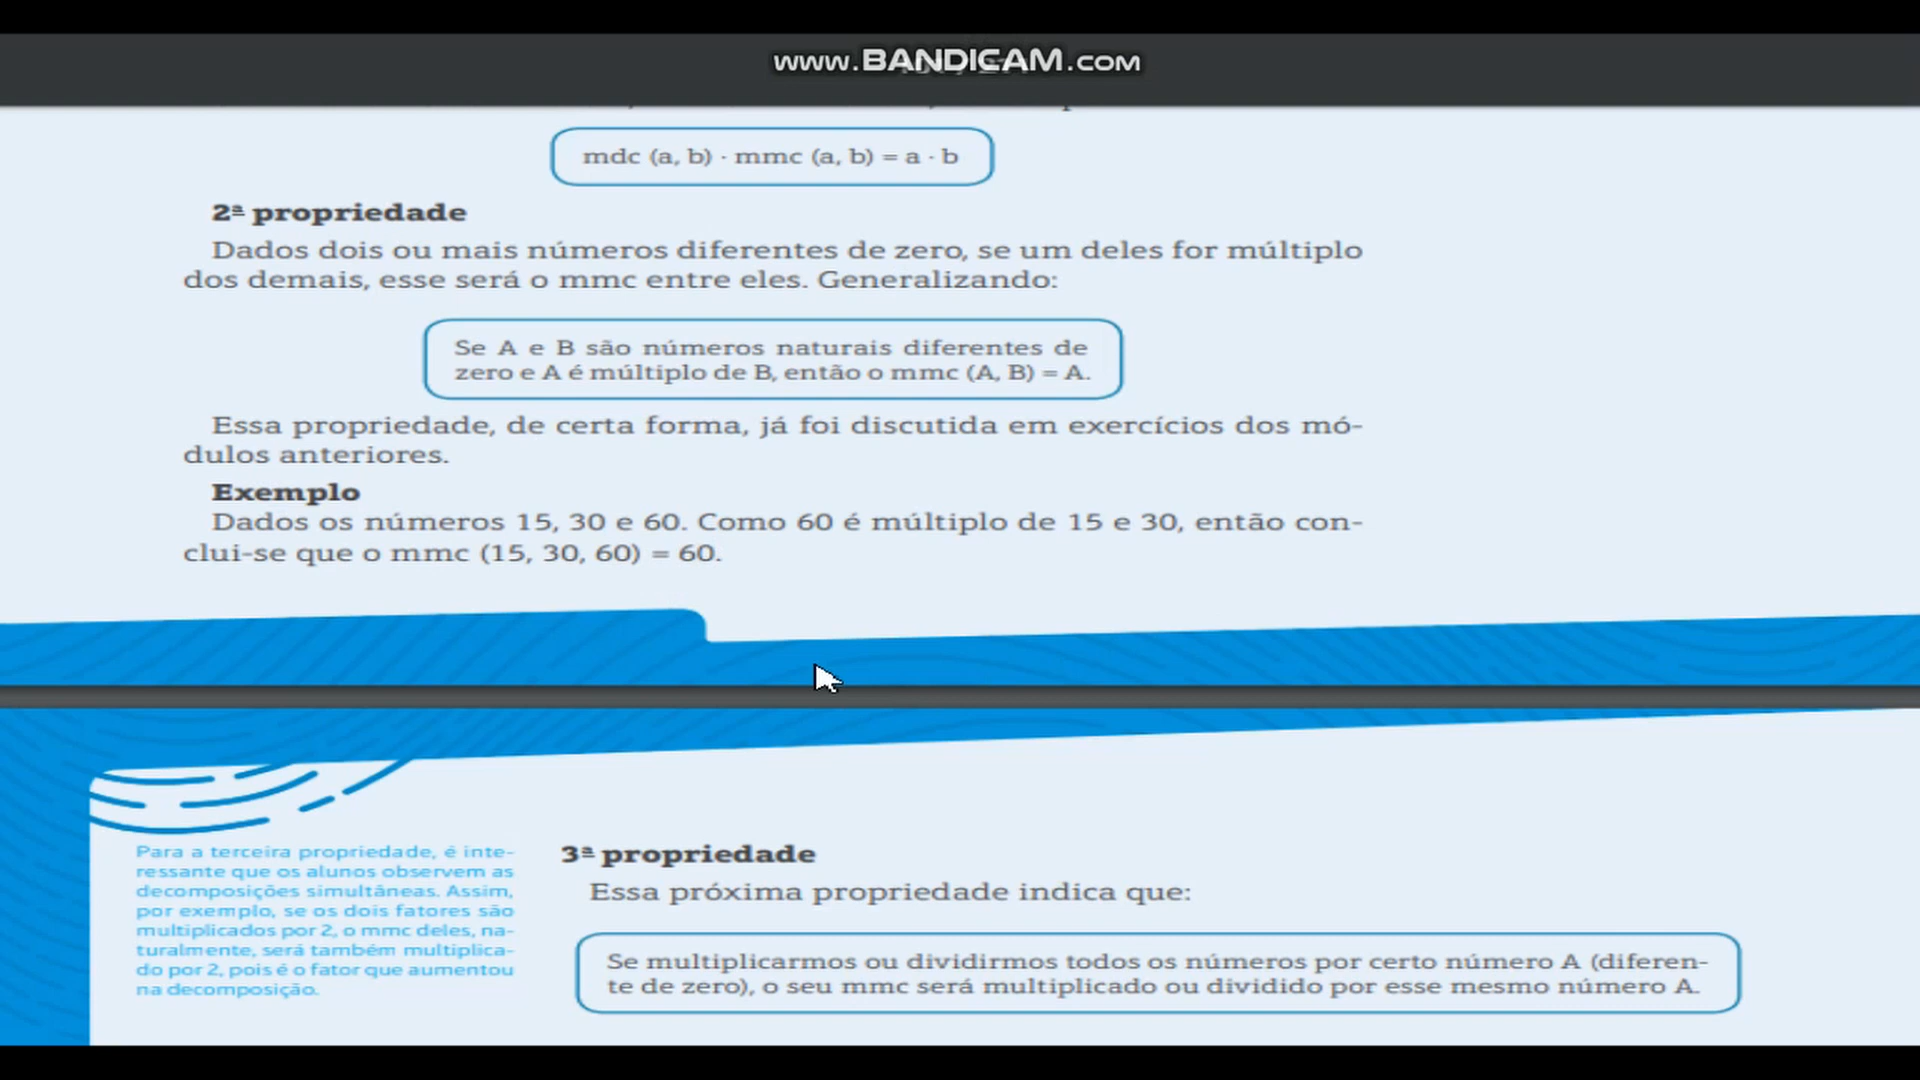 www.BANDICAM.com
mdc (a, b) · mmc (a, b) = a · b
2ª propriedade
Dados dois ou mais números diferentes de zero, se um deles for múltiplo
dos demais, esse será o mmc entre eles. Generalizando:
Se A e B são números naturais diferentes de
zero e A é múltiplo de B, então o mmc (A, B) = A.
Essa propriedade, de certa forma, já foi discutida em exercícios dos mó-
dulos anteriores.
Exemplo
Dados os números 15, 30 e 60. Como 60 é múltiplo de 15 e 30, então con-
clui-se que o mmc (15, 30, 60) = 60.
Para a terceira propriedade, é inte-
ressante que os alunos observem as
decomposições simultâneas. Assim,
por exemplo, se os dois fatores são
multiplicados por 2, o mmc deles, na-
turalmente, será também multiplica-
do por 2, pois é o fator que aumentou
na decomposição.
3ª propriedade
Essa próxima propriedade indica que:
Se multiplicarmos ou dividirmos todos os números por certo número A (diferen-
te de zero), o seu mmc será multiplicado ou dividido por esse mesmo número A.